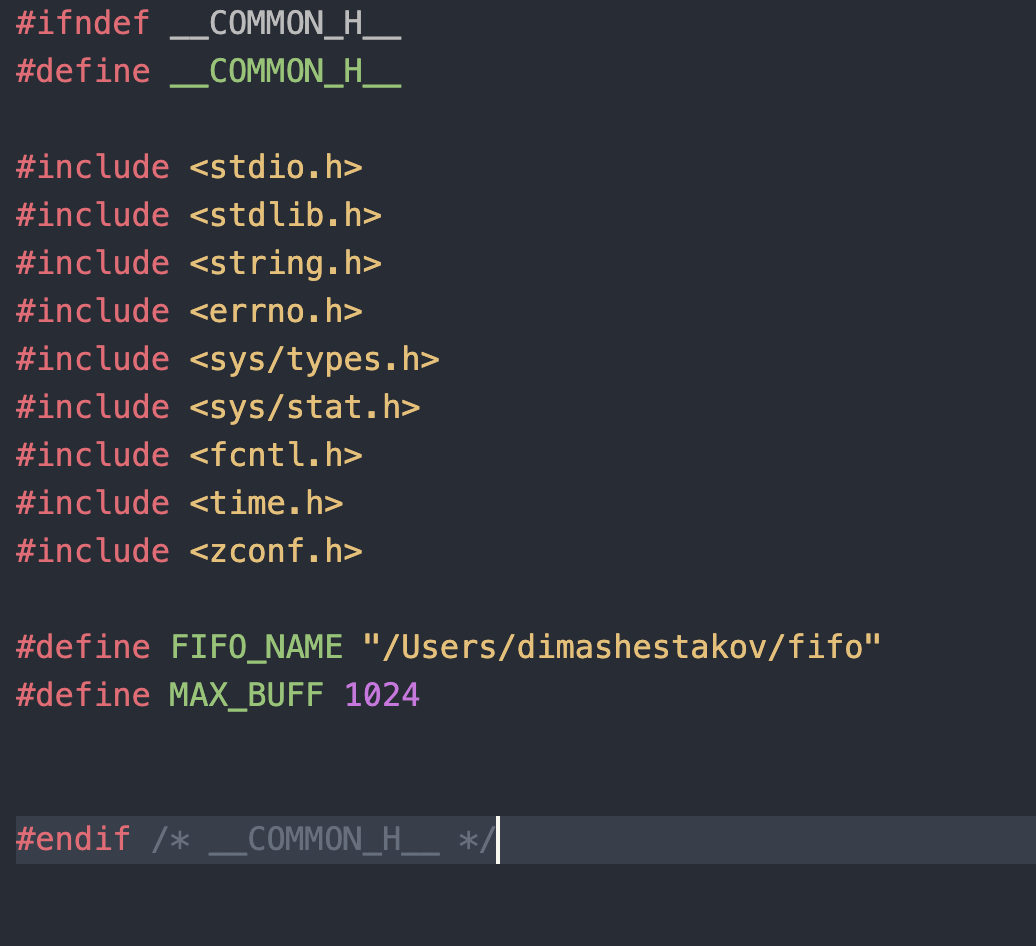 #ifndef __COMMON_H__
#define __COMMON_H__
#include <stdio.h>
#include <stdlib.h>
#include <string.h>
#include <errno.h>
#include <sys/types.h>
#include <sys/stat.h>
#include <fcntl.h>
#include <time.h>
#include <zconf.h>
#define FIFO_NAME "/Users/dimashestakov/fifo"
#define MAX_BUFF 1024
#endif /* __COMMON_H__ */